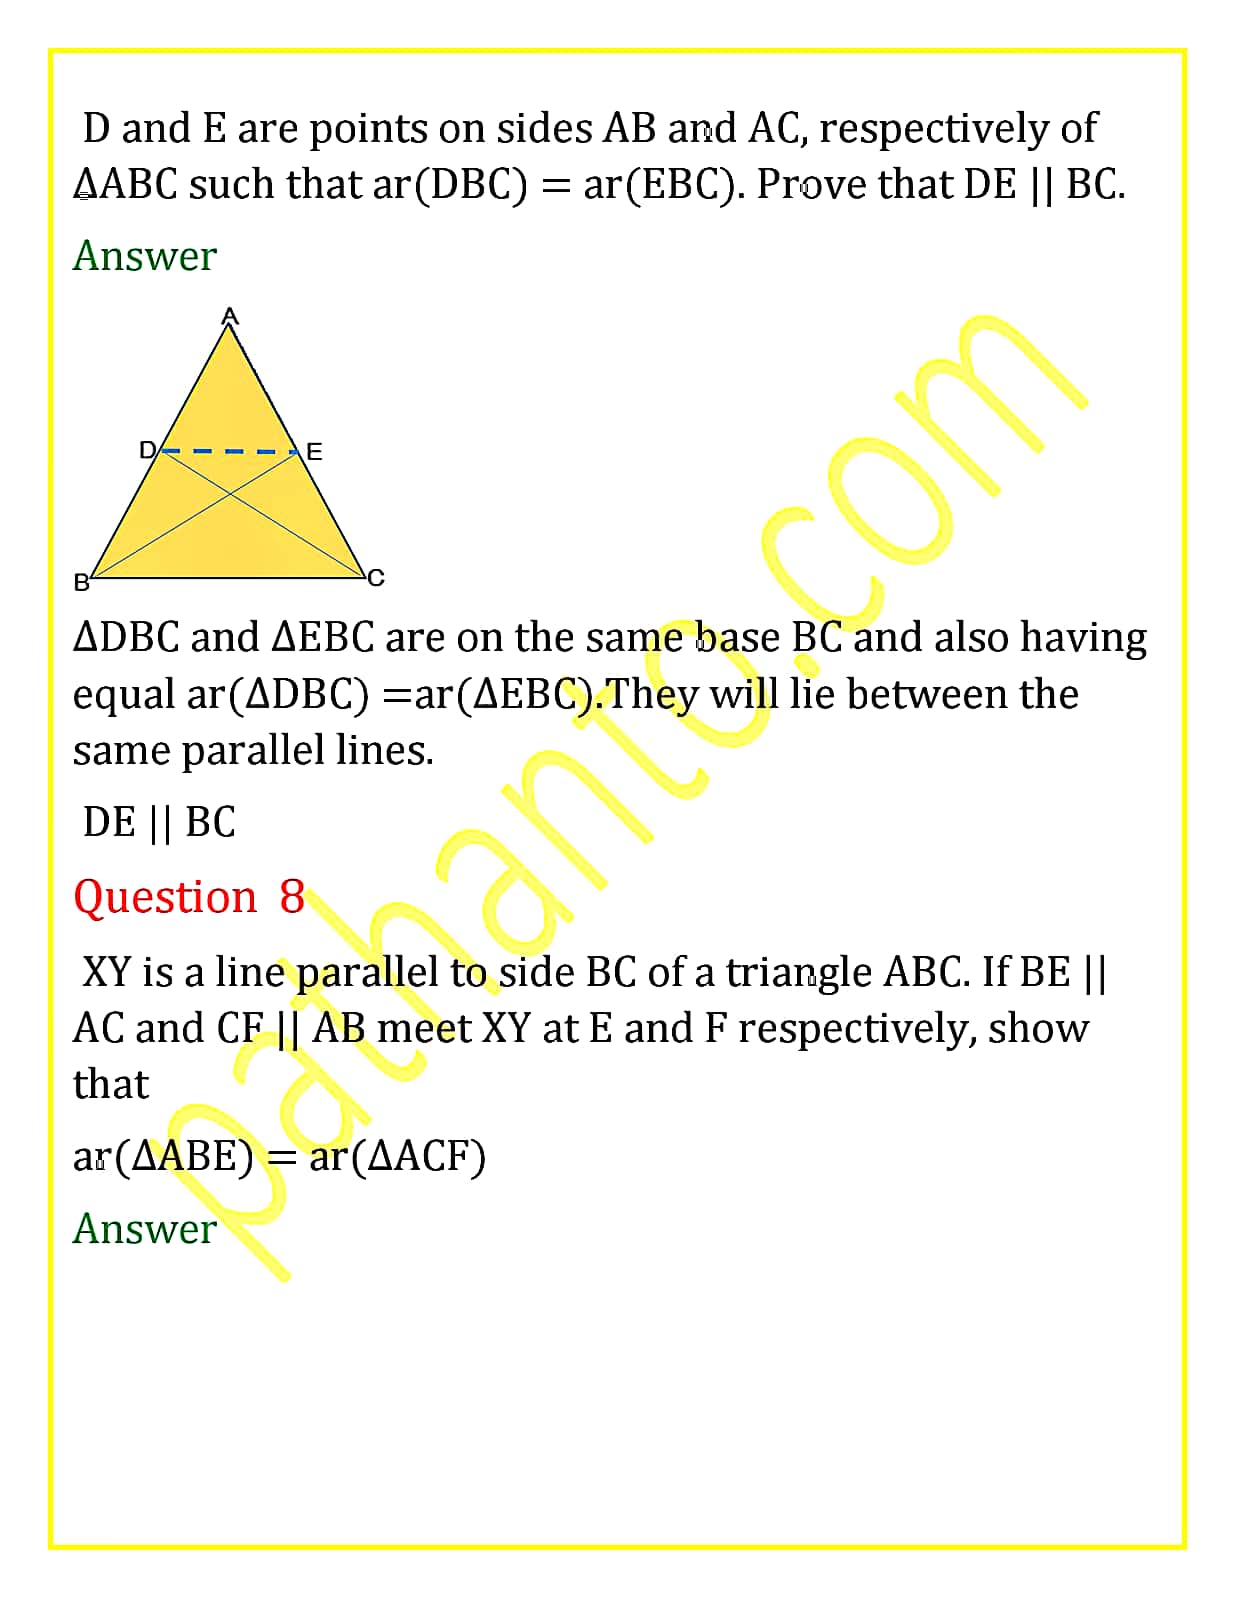 D and E are points on sides AB and AC, respectively of
ΔABC such that ar(DBC) = ar(EBC). Prove that DE || BC.
Answer
A
D
E
B
C
ΔDBC and ΔEBC are on the same base BC and also having
equal ar(ΔDBC) =ar(ΔEBC).They will lie between the
same parallel lines.
DE || BC
Question 8
XY is a line parallel to side BC of a triangle ABC. If BE ||
AC and CF || AB meet XY at E and F respectively, show
that
ar(ΔABE) = ar(ΔACF)
Answer
pathanto.com